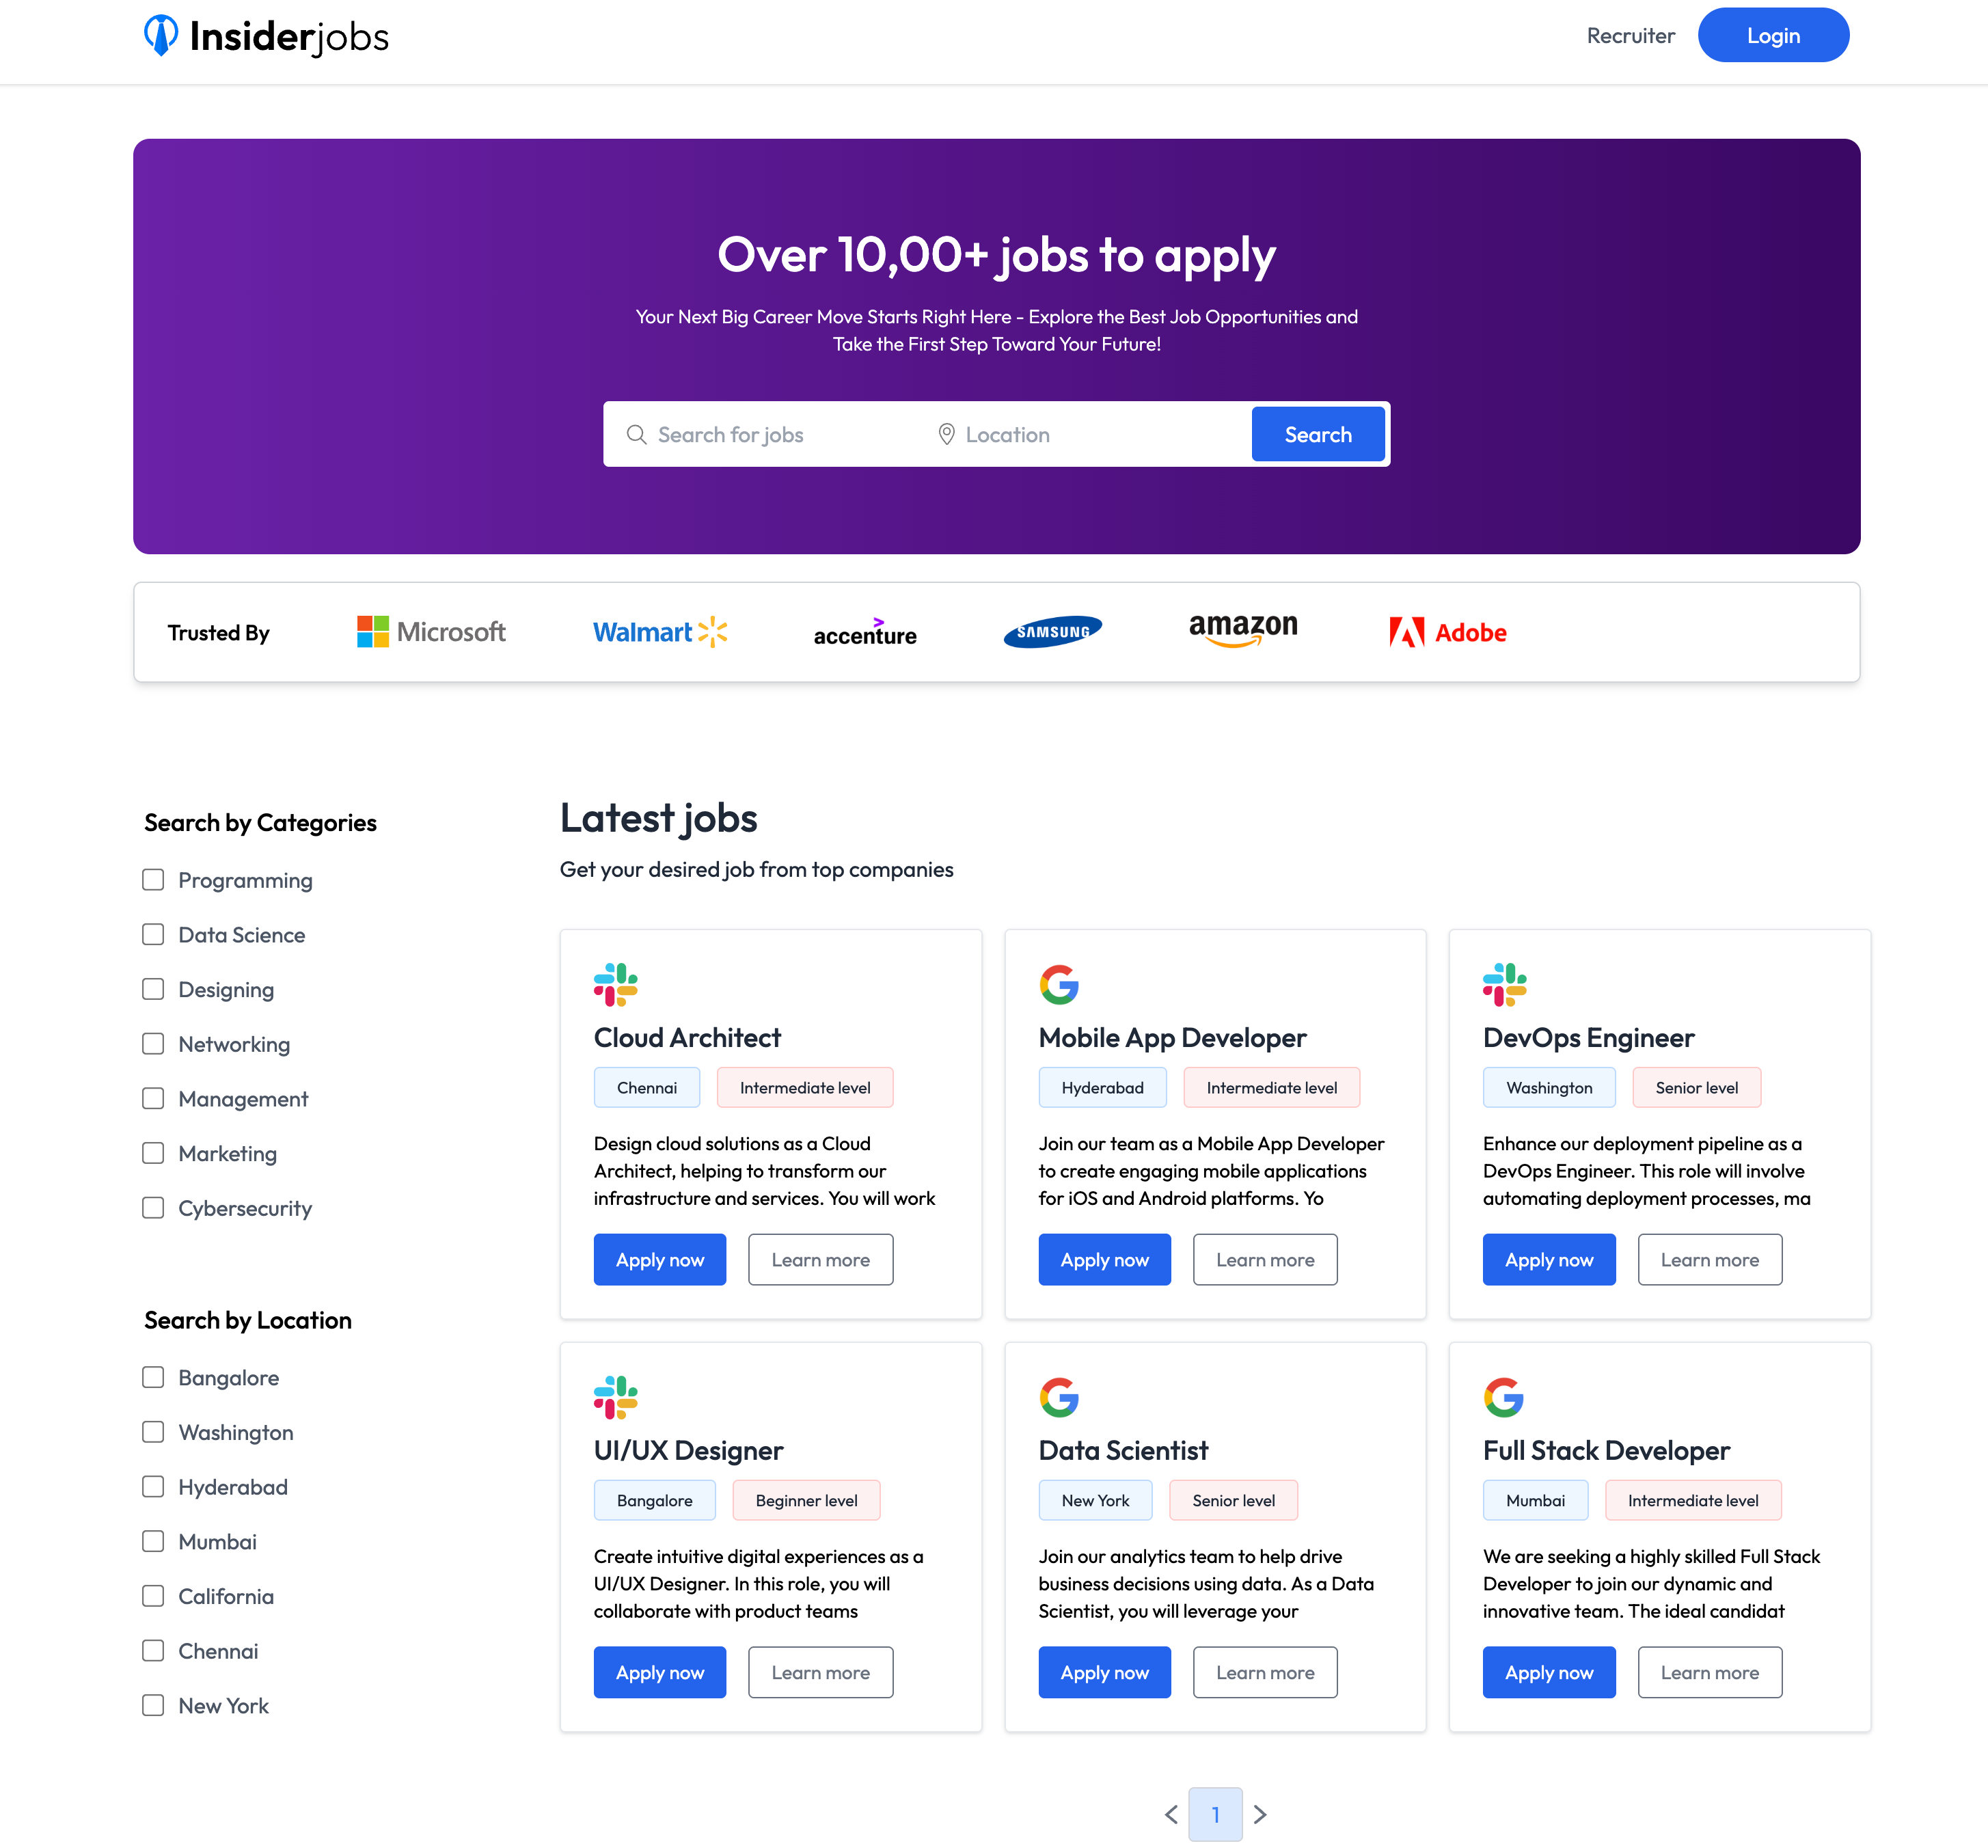 Insiderjobs
Recruiter
Login
Over 10,00+ jobs to apply
Your Next Big Career Move Starts Right Here - Explore the Best Job Opportunities and
Take the First Step Toward Your Future!
Search for jobs
Location
Search
Trusted By
Microsoft
Walmart
accenture
SAMSUNG
amazon
Adobe
Search by Categories
Programming
Data Science
Designing
Networking
Management
Marketing
Cybersecurity
Search by Location
Bangalore
Washington
Hyderabad
Mumbai
California
Chennai
New York
Latest jobs
Get your desired job from top companies
Cloud Architect
Chennai
Intermediate level
Design cloud solutions as a Cloud
Architect, helping to transform our
infrastructure and services. You will work
Apply now
Learn more
Mobile App Developer
Hyderabad
Intermediate level
Join our team as a Mobile App Developer
to create engaging mobile applications
for iOS and Android platforms. Yo
Apply now
Learn more
DevOps Engineer
Washington
Senior level
Enhance our deployment pipeline as a
DevOps Engineer. This role will involve
automating deployment processes, ma
Apply now
Learn more
UI/UX Designer
Bangalore
Beginner level
Create intuitive digital experiences as a
UI/UX Designer. In this role, you will
collaborate with product teams
Apply now
Learn more
Data Scientist
New York
Senior level
Join our analytics team to help drive
business decisions using data. As a Data
Scientist, you will leverage your
Apply now
Learn more
Full Stack Developer
Mumbai
Intermediate level
We are seeking a highly skilled Full Stack
Developer to join our dynamic and
innovative team. The ideal candidat
Apply now
Learn more
1